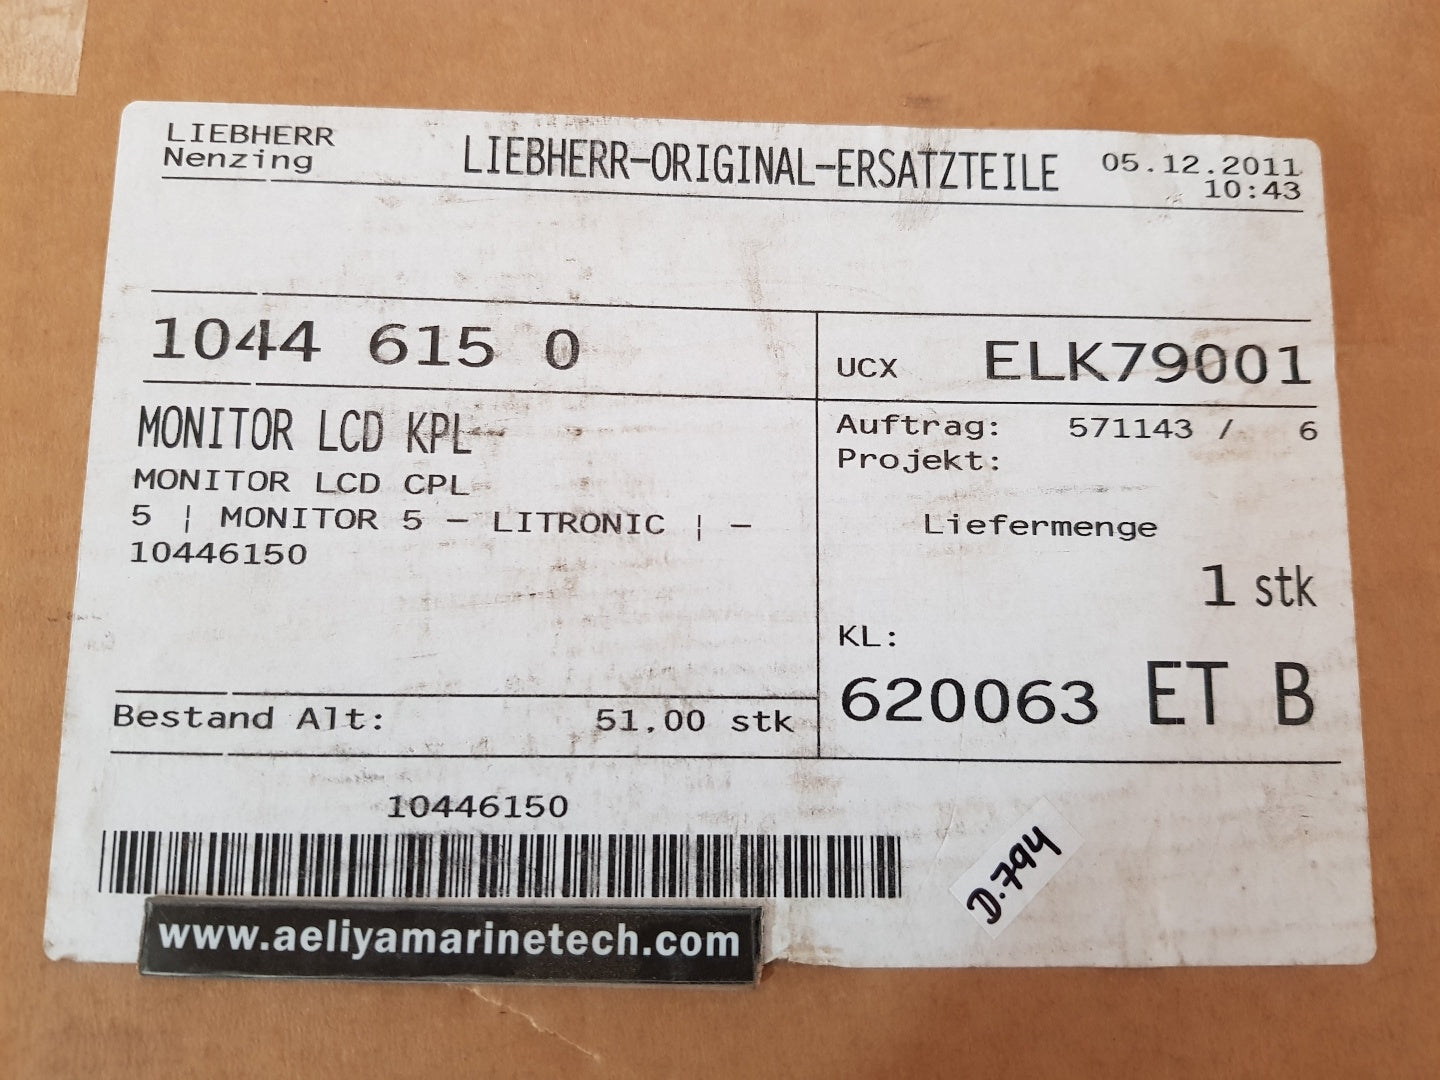 LIEBHERR
Nenzing
LIEBHERR-ORIGINAL-ERSATZTEILE
05.12.2011
10:43
1044 615 0
UCX ELK79001
MONITOR LCD KPL
MONITOR LCD CPL
5 ¦ MONITOR 5 - LITRONIC ¦ -
10446150
Auftrag: 571143 / 6
Projekt:
Liefermenge
1 stk
KL:
620063 ET B
Bestand Alt: 51,00 stk
10446150
D.794
www.aeliyamarinetech.com